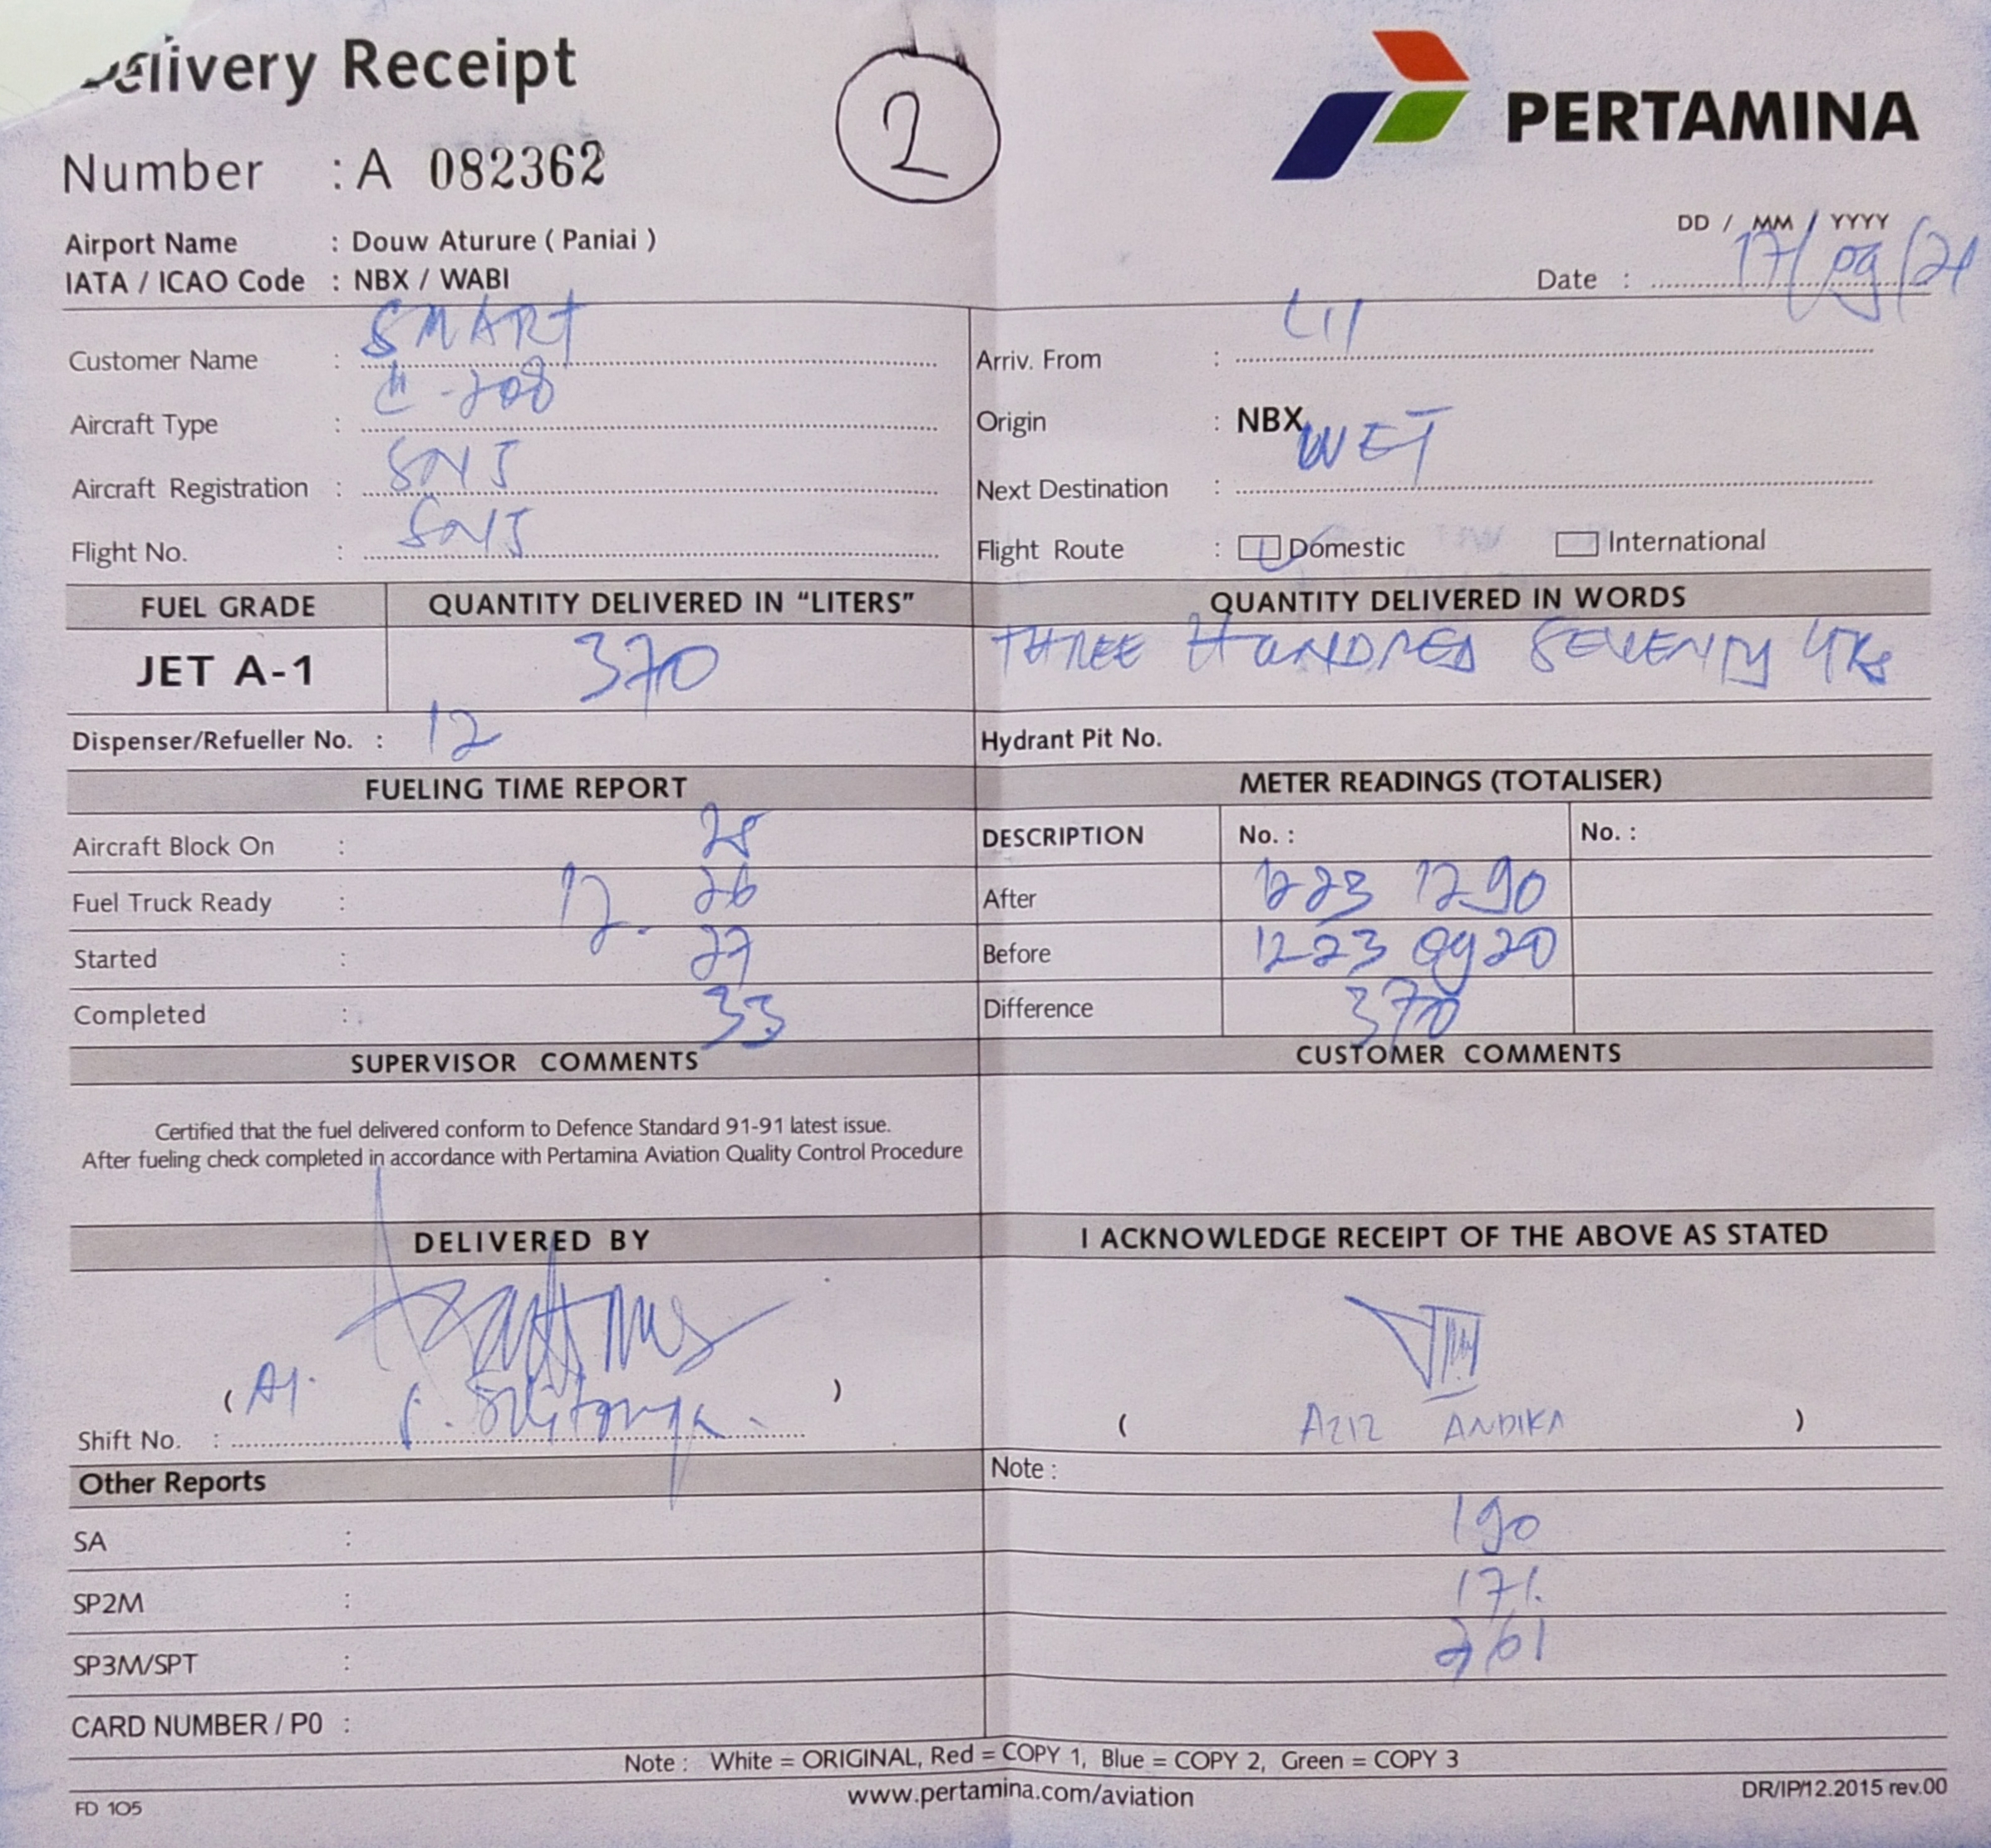 elivery Receipt
2
PERTAMINA
Number : A 082362
Airport Name : Douw Aturure ( Paniai )
IATA / ICAO Code : NBX / WABI
DD / MM / YYYY
Date : 17/09/21
Customer Name : SMART
Arriv. From :
Aircraft Type : C-208
Origin : NBX
Aircraft Registration : SNJ
Next Destination : WET
Flight No. : SNJ
Flight Route : Domestic International
FUEL GRADE QUANTITY DELIVERED IN “LITERS” QUANTITY DELIVERED IN WORDS
JET A-1 370 THREE HUNDRED SEVENTY LTRS
Dispenser/Refueller No. : 12 Hydrant Pit No.
FUELING TIME REPORT METER READINGS (TOTALISER)
Aircraft Block On : 25
DESCRIPTION No. : No. :
Fuel Truck Ready : 12. 26
After 1223 1290
Started : 27
Before 1223 0920
Completed : 33
Difference 370
SUPERVISOR COMMENTS CUSTOMER COMMENTS
Certified that the fuel delivered conform to Defence Standard 91-91 latest issue.
After fueling check completed in accordance with Pertamina Aviation Quality Control Procedure
DELIVERED BY I ACKNOWLEDGE RECEIPT OF THE ABOVE AS STATED
( )
Shift No. :
( AZIZ ANDIKA )
Other Reports Note :
SA : 190
SP2M : 171.
SP3M/SPT : 361
CARD NUMBER / P0 :
Note : White = ORIGINAL, Red = COPY 1, Blue = COPY 2, Green = COPY 3
www.pertamina.com/aviation
FD 105 DR/IP/12.2015 rev.00